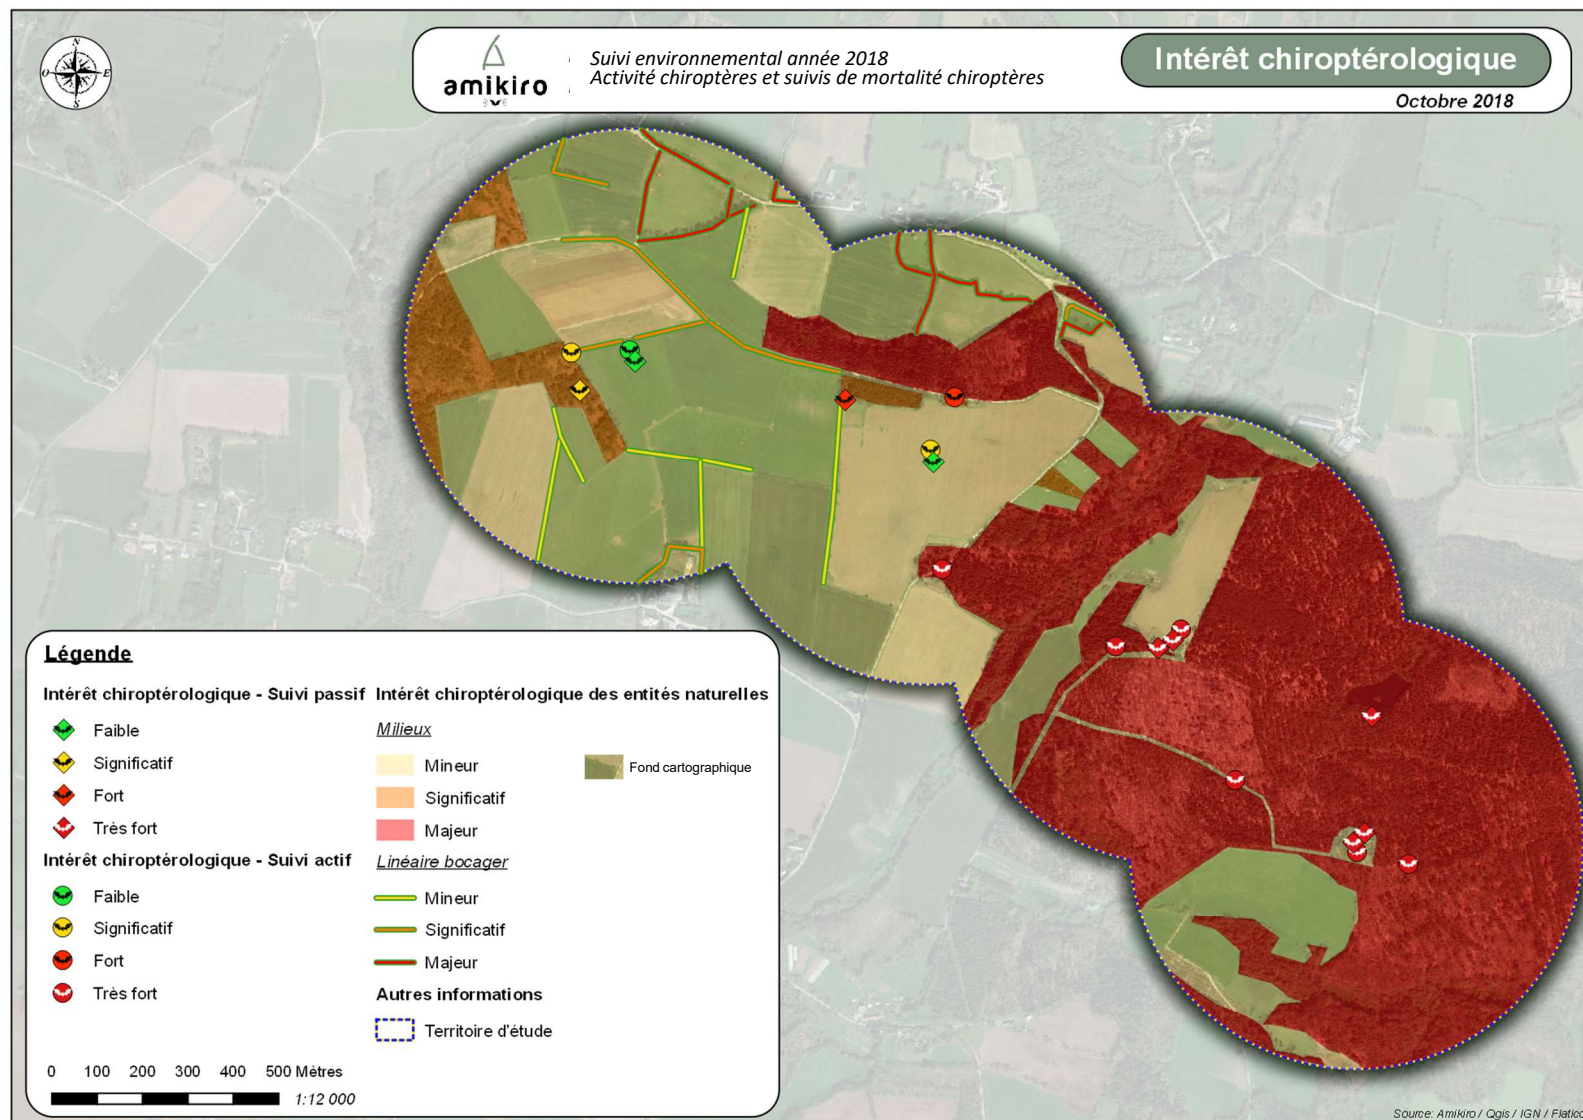 N
O
E
S
amikiro
Suivi environnemental année 2018
Activité chiroptères et suivis de mortalité chiroptères
Intérêt chiroptérologique
Octobre 2018
Légende
Intérêt chiroptérologique - Suivi passif
Faible
Significatif
Fort
Très fort
Intérêt chiroptérologique - Suivi actif
Faible
Significatif
Fort
Très fort
Intérêt chiroptérologique des entités naturelles
Milieux
Mineur
Significatif
Majeur
Fond cartographique
Linéaire bocager
Mineur
Significatif
Majeur
Autres informations
Territoire d'étude
0 100 200 300 400 500 Mètres
1:12 000
Source: Amikiro / Qgis / IGN /